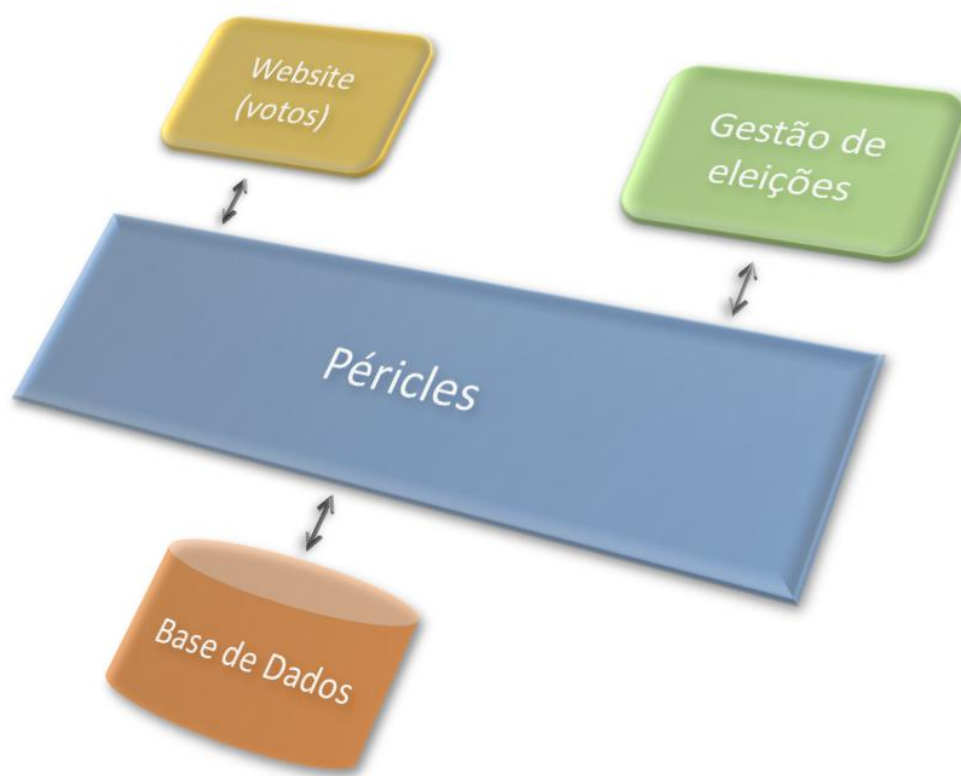 Website
(votos)
Gestão de
eleições
Péricles
Base de Dados